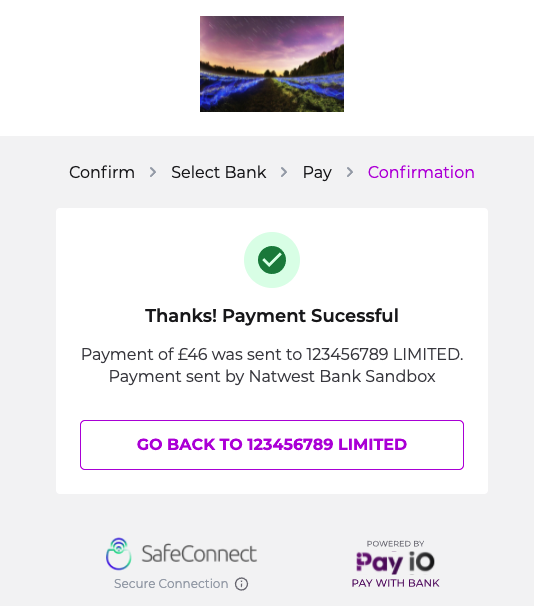 Confirm > Select Bank > Pay > Confirmation
Thanks! Payment Sucessful
Payment of £46 was sent to 123456789 LIMITED.
Payment sent by Natwest Bank Sandbox
GO BACK TO 123456789 LIMITED
SafeConnect
Secure Connection
POWERED BY
Pay iO
PAY WITH BANK